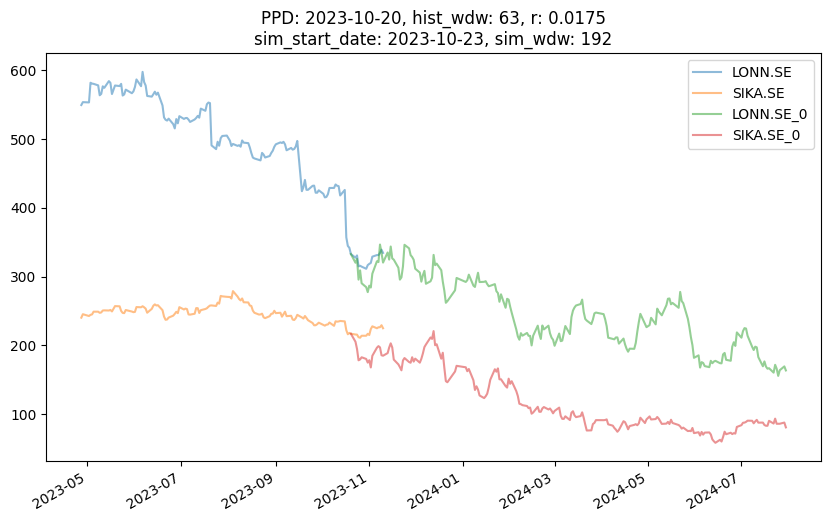 PPD: 2023-10-20, hist_wdw: 63, r: 0.0175
sim_start_date: 2023-10-23, sim_wdw: 192
LONN.SE
SIKA.SE
LONN.SE_0
SIKA.SE_0
600
500
400
300
200
100
2023-05
2023-07
2023-09
2023-11
2024-01
2024-03
2024-05
2024-07